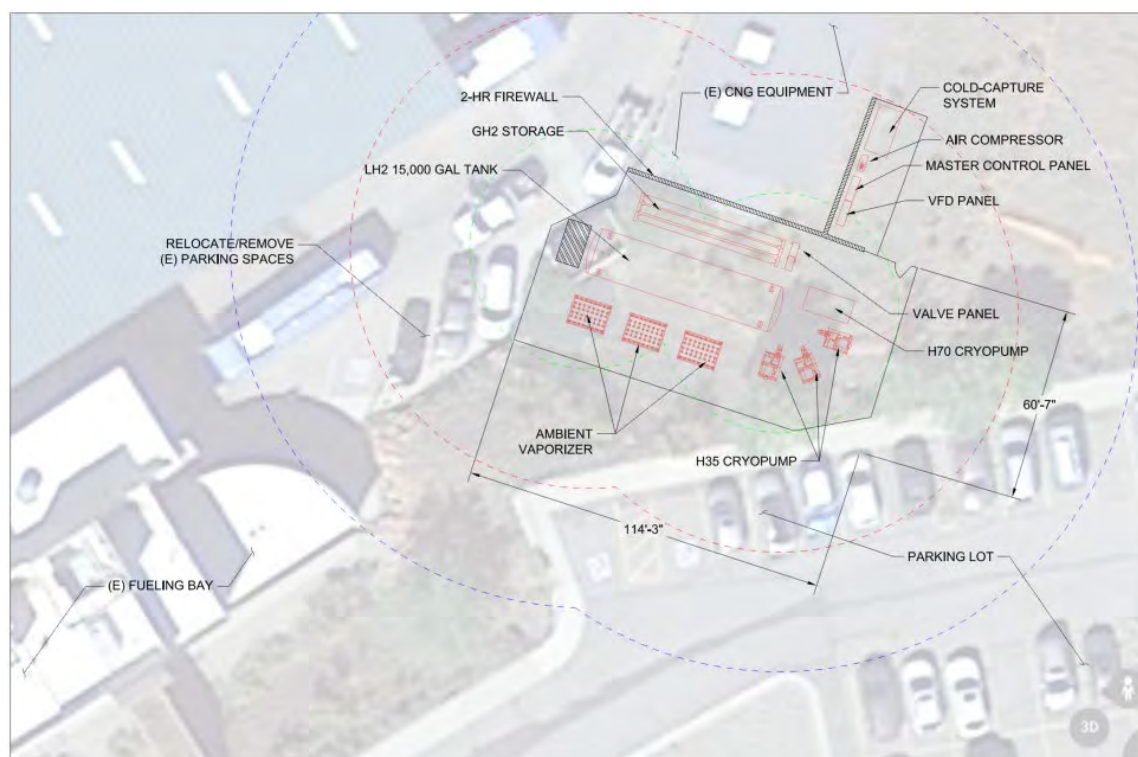 2-HR FIREWALL
(E) CNG EQUIPMENT
COLD-CAPTURE
SYSTEM
GH2 STORAGE
AIR COMPRESSOR
LH2 15,000 GAL TANK
MASTER CONTROL PANEL
VFD PANEL
RELOCATE/REMOVE
(E) PARKING SPACES
VALVE PANEL
H70 CRYOPUMP
60'-7"
AMBIENT
VAPORIZER
H35 CRYOPUMP
114'-3"
PARKING LOT
(E) FUELING BAY
3D